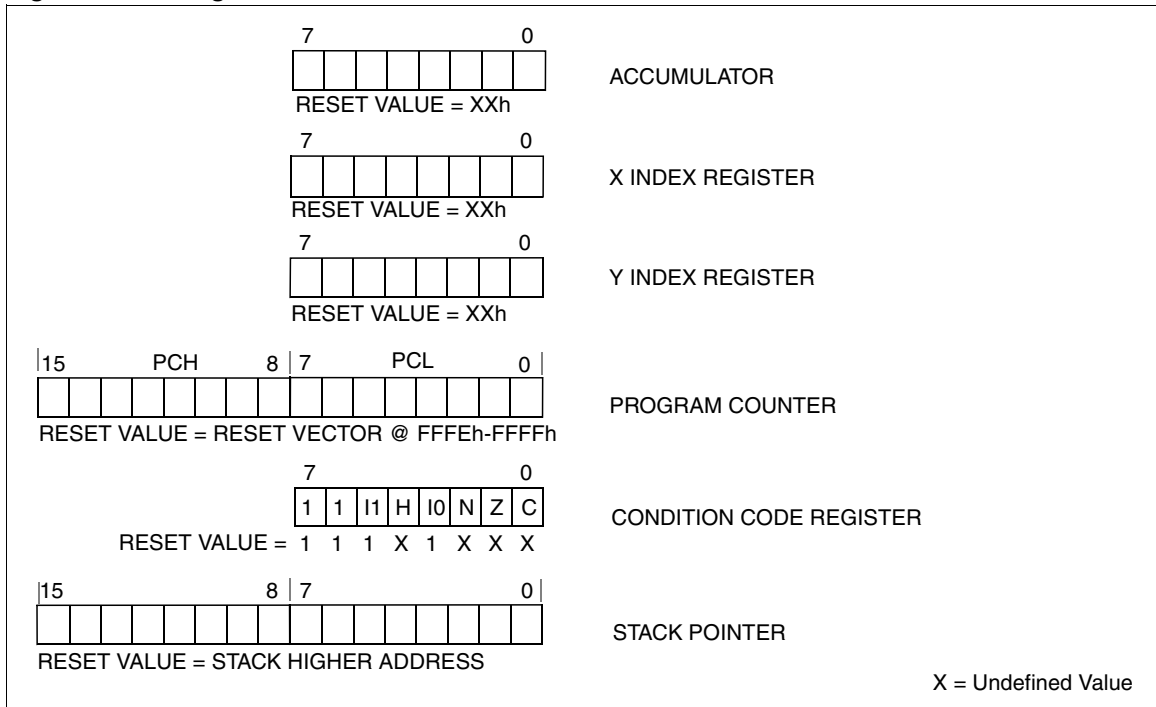 7 0
ACCUMULATOR
RESET VALUE = XXh
7 0
X INDEX REGISTER
RESET VALUE = XXh
7 0
Y INDEX REGISTER
RESET VALUE = XXh
15 PCH 8 7 PCL 0
PROGRAM COUNTER
RESET VALUE = RESET VECTOR @ FFFEh-FFFFh
7 0
1 1 I1 H I0 N Z C
CONDITION CODE REGISTER
RESET VALUE = 1 1 1 X 1 X X X
15 8 7 0
STACK POINTER
RESET VALUE = STACK HIGHER ADDRESS
X = Undefined Value